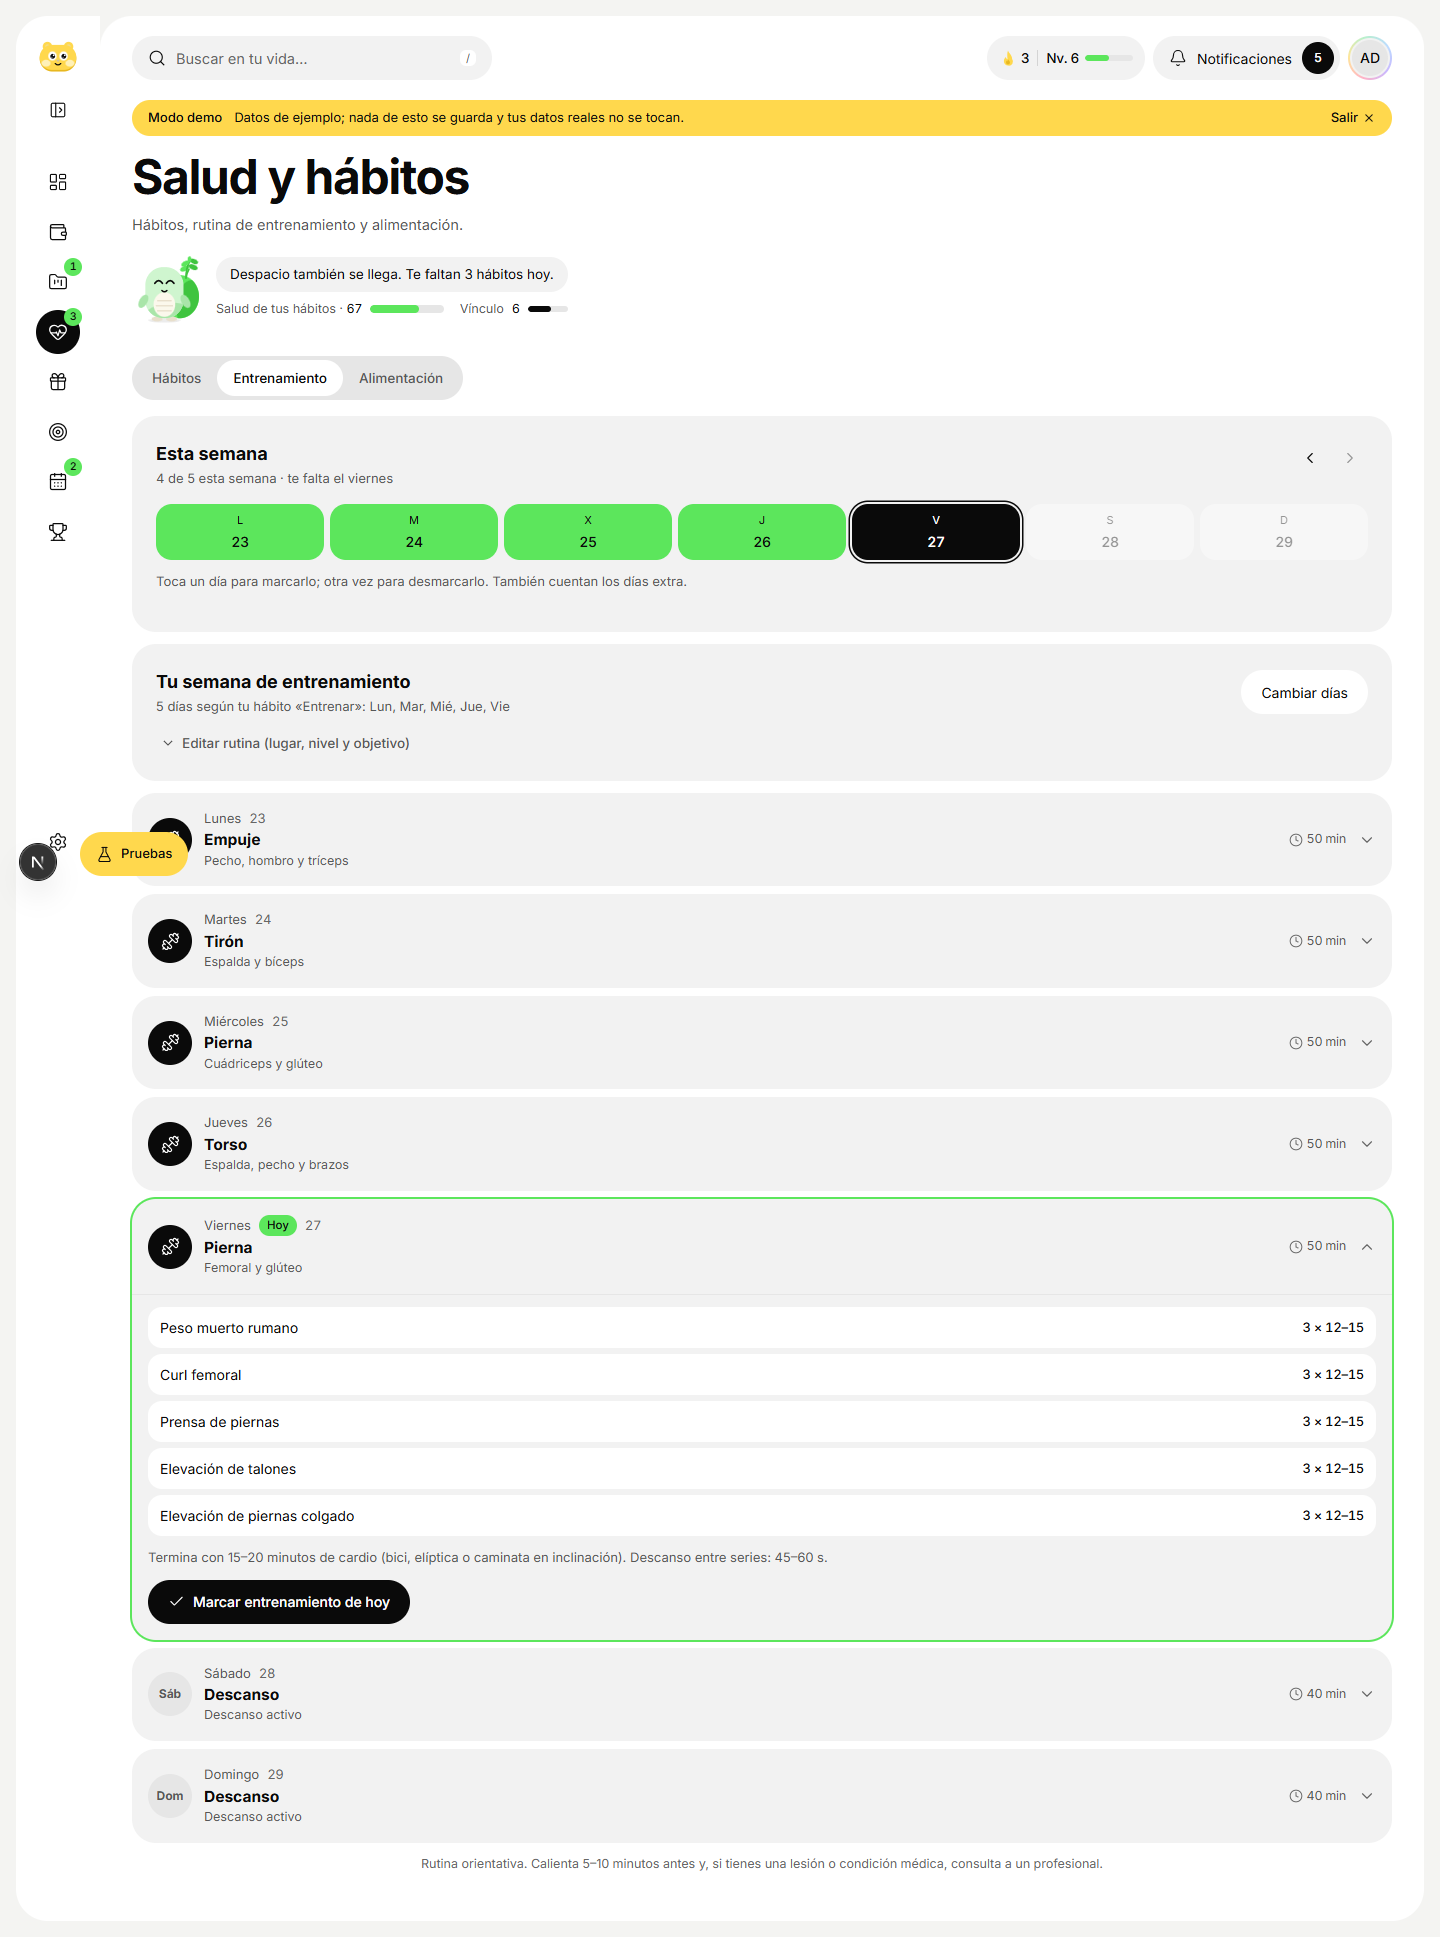 Buscar en tu vida...
/
3
Nv. 6
Notificaciones
5
AD
Modo demo Datos de ejemplo; nada de esto se guarda y tus datos reales no se tocan.
Salir ×
Salud y hábitos
Hábitos, rutina de entrenamiento y alimentación.
1
3
2
Despacio también se llega. Te faltan 3 hábitos hoy.
Salud de tus hábitos · 67
Vínculo 6
Hábitos
Entrenamiento
Alimentación
Esta semana
4 de 5 esta semana · te falta el viernes
L
23
M
24
X
25
J
26
V
27
S
28
D
29
Toca un día para marcarlo; otra vez para desmarcarlo. También cuentan los días extra.
Tu semana de entrenamiento
5 días según tu hábito «Entrenar»: Lun, Mar, Mié, Jue, Vie
Cambiar días
Editar rutina (lugar, nivel y objetivo)
Lunes 23
Empuje
Pecho, hombro y tríceps
50 min
N
Pruebas
Martes 24
Tirón
Espalda y bíceps
50 min
Miércoles 25
Pierna
Cuádriceps y glúteo
50 min
Jueves 26
Torso
Espalda, pecho y brazos
50 min
Viernes Hoy 27
Pierna
Femoral y glúteo
50 min
Peso muerto rumano 3 × 12–15
Curl femoral 3 × 12–15
Prensa de piernas 3 × 12–15
Elevación de talones 3 × 12–15
Elevación de piernas colgado 3 × 12–15
Termina con 15–20 minutos de cardio (bici, elíptica o caminata en inclinación). Descanso entre series: 45–60 s.
Marcar entrenamiento de hoy
Sáb
Sábado 28
Descanso
Descanso activo
40 min
Dom
Domingo 29
Descanso
Descanso activo
40 min
Rutina orientativa. Calienta 5–10 minutos antes y, si tienes una lesión o condición médica, consulta a un profesional.